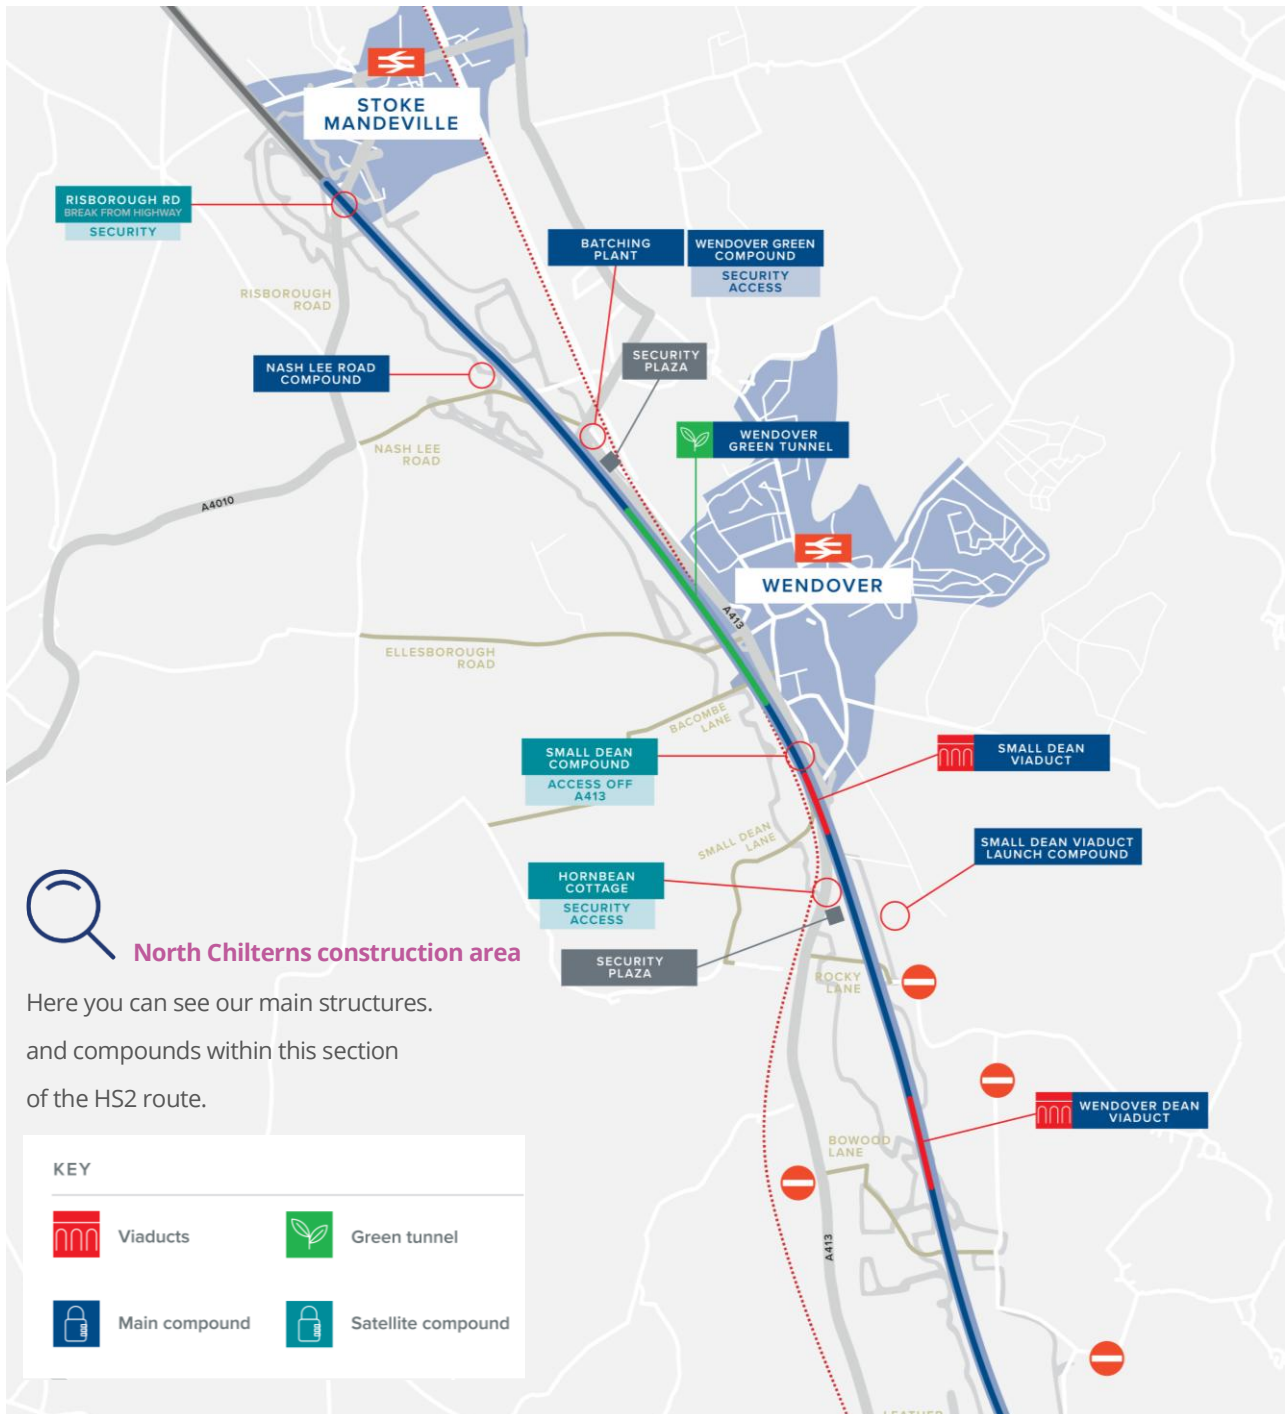 STOKE
MANDEVILLE
RISBOROUGH RD
BREAK FROM HIGHWAY
SECURITY
BATCHING
PLANT
WENDOVER GREEN
COMPOUND
SECURITY
ACCESS
RISBOROUGH
ROAD
SECURITY
PLAZA
NASH LEE ROAD
COMPOUND
WENDOVER
GREEN TUNNEL
NASH LEE
ROAD
A4010
WENDOVER
A413
ELLESBOROUGH
ROAD
BACOMBE
LANE
SMALL DEAN
COMPOUND
ACCESS OFF
A413
SMALL DEAN
VIADUCT
SMALL DEAN
LANE
SMALL DEAN VIADUCT
LAUNCH COMPOUND
HORNBEAN
COTTAGE
SECURITY
ACCESS
SECURITY
PLAZA
ROCKY
LANE
North Chilterns construction area
Here you can see our main structures.
and compounds within this section
of the HS2 route.
WENDOVER DEAN
VIADUCT
BOWOOD
LANE
A413
KEY
Viaducts
Green tunnel
Main compound
Satellite compound